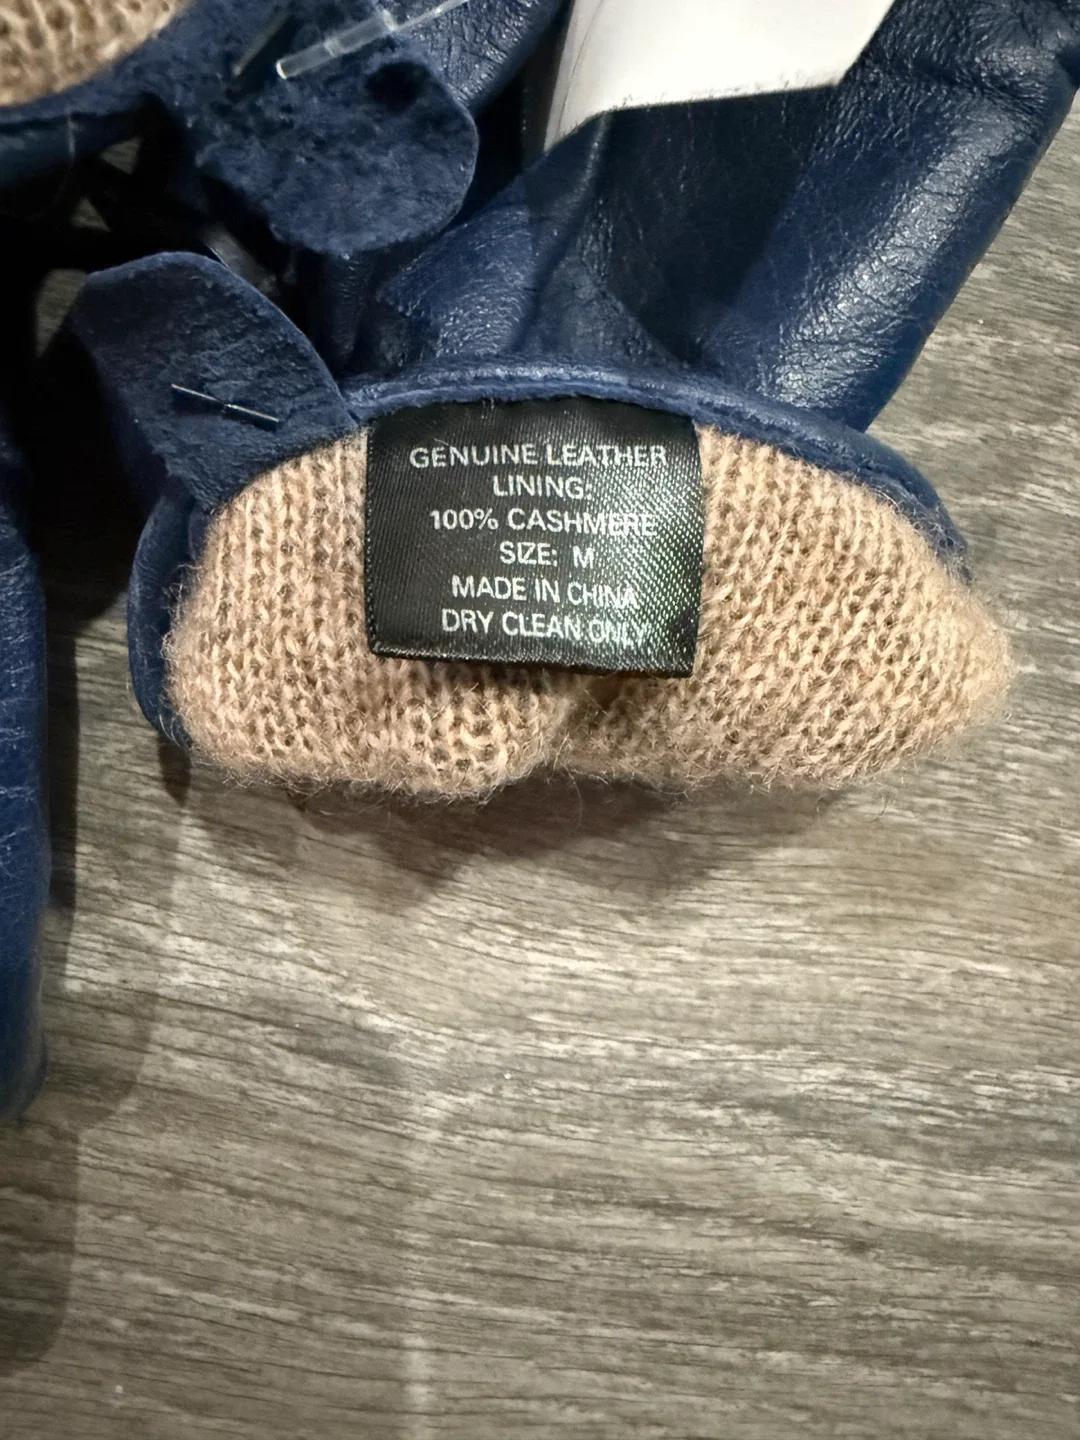 GENUINE LEATHER
LINING:
100% CASHMERE
SIZE: M
MADE IN CHINA
DRY CLEAN ONLY